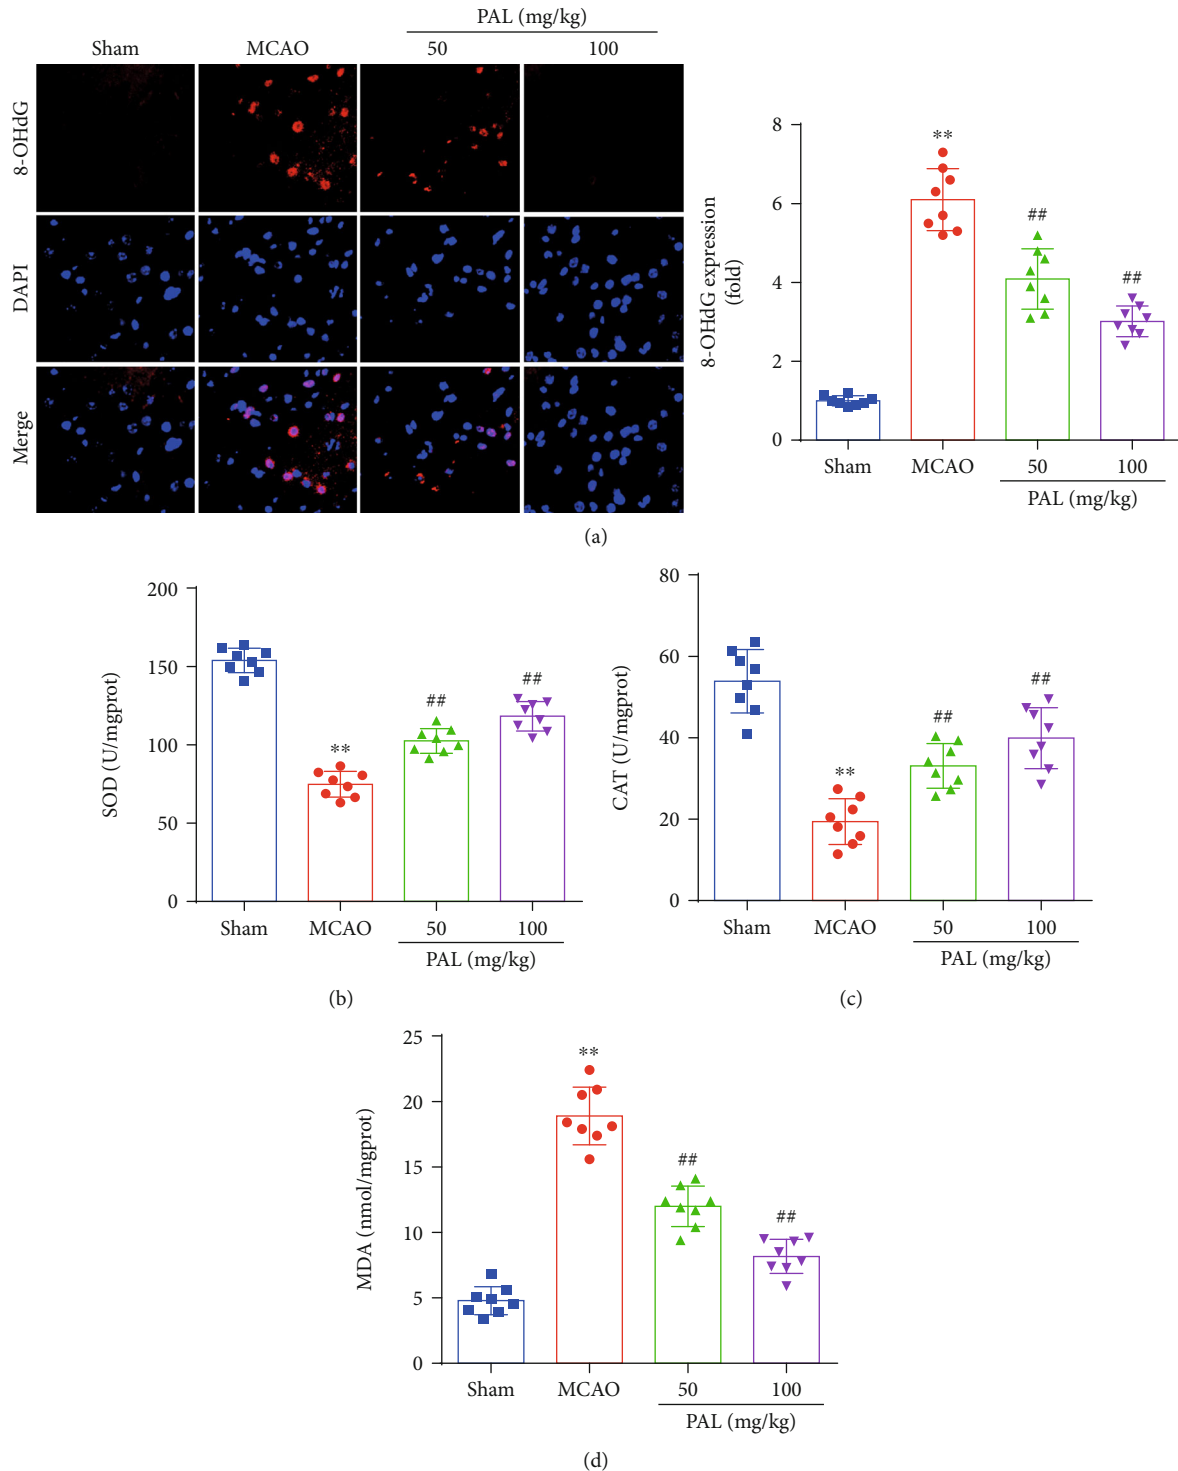 PAL (mg/kg)
Sham MCAO 50 100
8-OHdG
DAPI
Merge
8-OHdG expression
(fold)
8
6
4
2
0
**
##
##
Sham MCAO 50 100
PAL (mg/kg)
(a)
SOD (U/mgprot)
200
150
100
50
0
**
##
##
Sham MCAO 50 100
PAL (mg/kg)
(b)
CAT (U/mgprot)
80
60
40
20
0
**
##
##
Sham MCAO 50 100
PAL (mg/kg)
(c)
MDA (nmol/mgprot)
25
20
15
10
5
0
**
##
##
Sham MCAO 50 100
PAL (mg/kg)
(d)